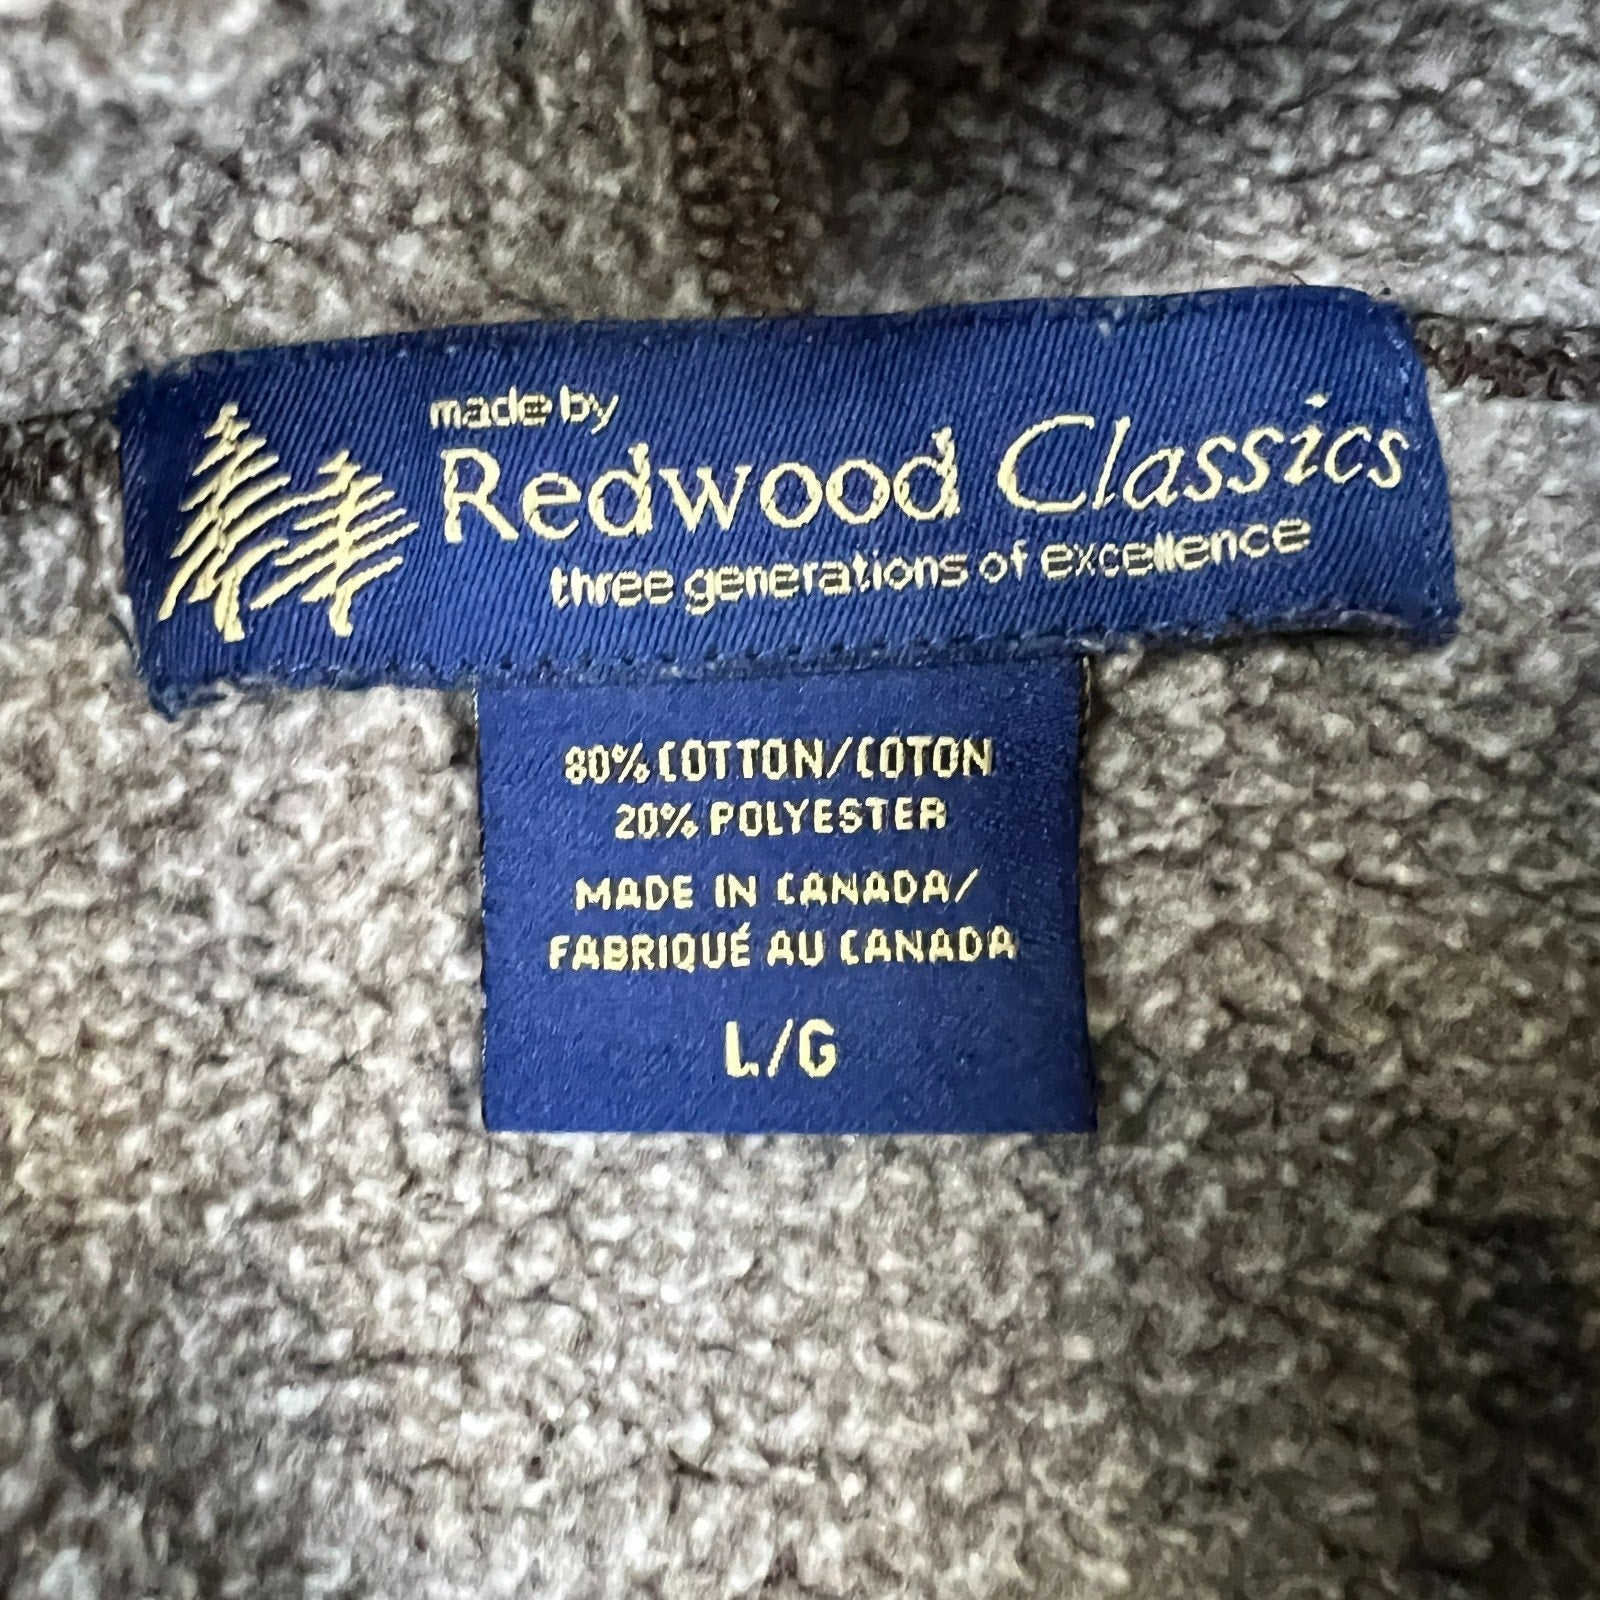 made by
Redwood Classics
three generations of excellence
80% COTTON/COTON
20% POLYESTER
MADE IN CANADA/
FABRIQUÉ AU CANADA
L/G